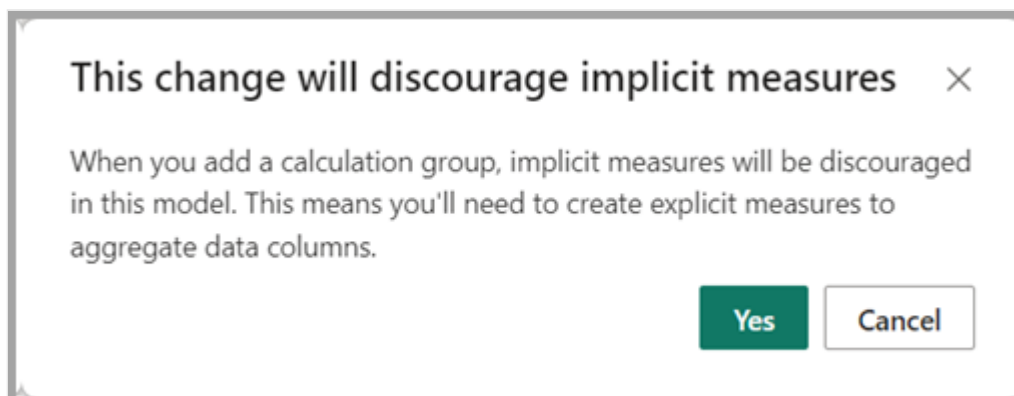 This change will discourage implicit measures
When you add a calculation group, implicit measures will be discouraged
in this model. This means you'll need to create explicit measures to
aggregate data columns.
Yes Cancel